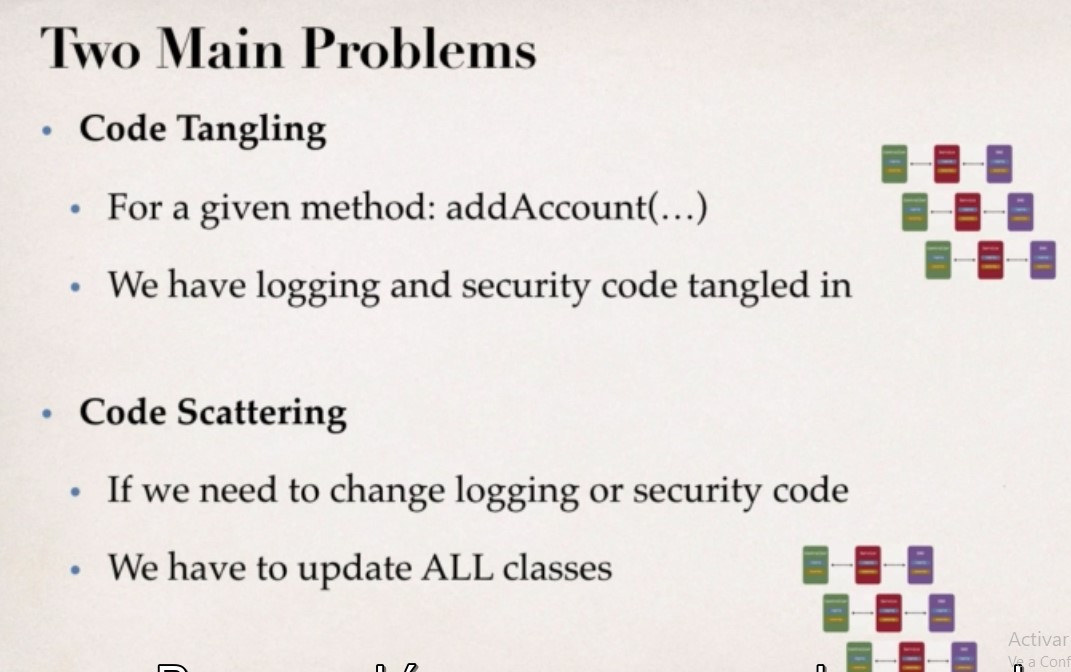 Two Main Problems
• Code Tangling
• For a given method: addAccount(…)
• We have logging and security code tangled in
• Code Scattering
• If we need to change logging or security code
• We have to update ALL classes
Activar
Ve a Conf